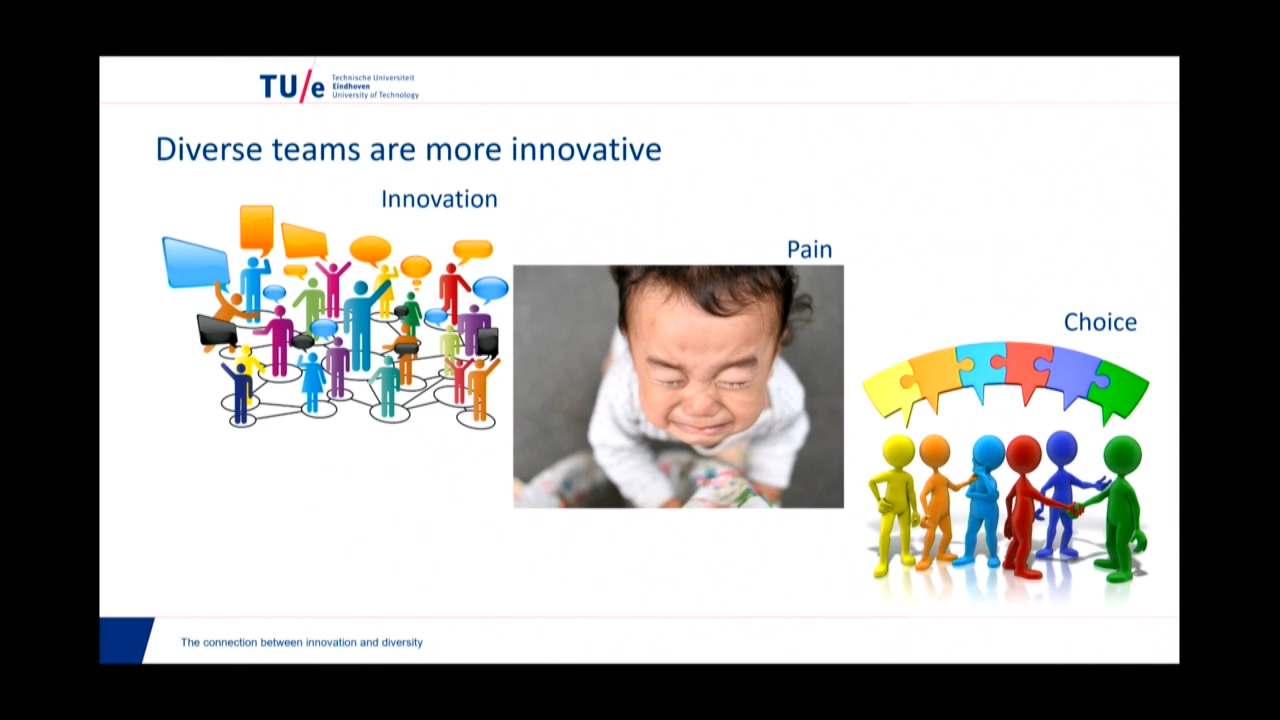 TU/e
Technische Universiteit
Eindhoven
University of Technology
Diverse teams are more innovative
Innovation
Pain
Choice
The connection between innovation and diversity